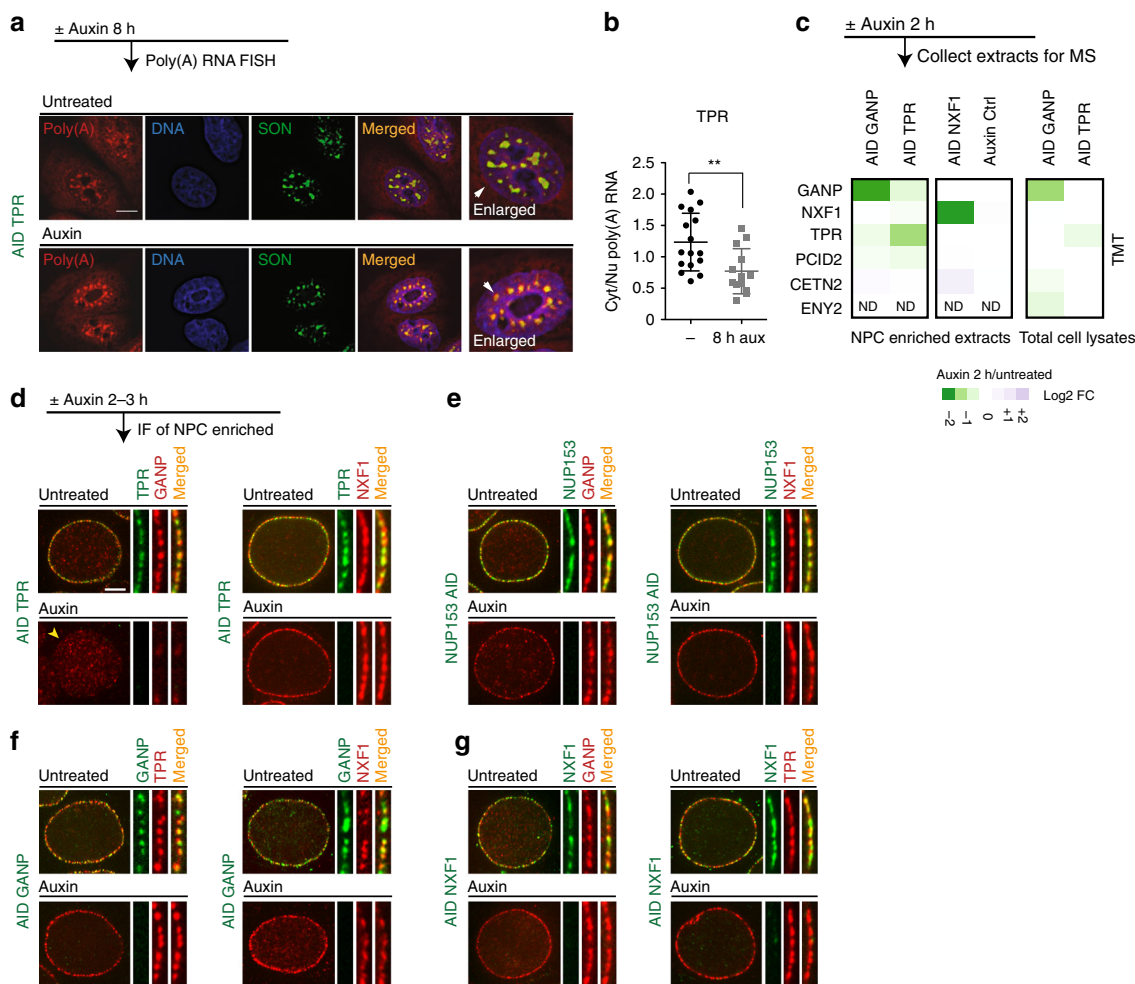 a
± Auxin 8 h
Poly(A) RNA FISH
Untreated
Poly(A)
DNA
SON
Merged
Enlarged
Auxin
Poly(A)
DNA
SON
Merged
Enlarged
AID TPR
b
TPR
**
2.5
2.0
1.5
1.0
0.5
0
Cyt/Nu poly(A) RNA
–
8 h aux
c
± Auxin 2 h
Collect extracts for MS
AID GANP
AID TPR
AID NXF1
Auxin Ctrl
AID GANP
AID TPR
GANP
NXF1
TPR
PCID2
CETN2
ENY2
ND
ND
ND
ND
TMT
NPC enriched extracts
Total cell lysates
Auxin 2 h/untreated
Log2 FC
–2
–1
0
+1
+2
d
± Auxin 2–3 h
IF of NPC enriched
Untreated
TPR
GANP
Merged
Auxin
AID TPR
Untreated
TPR
NXF1
Merged
Auxin
AID TPR
e
Untreated
NUP153
GANP
Merged
Auxin
NUP153 AID
Untreated
NUP153
NXF1
Merged
Auxin
NUP153 AID
f
Untreated
GANP
TPR
Merged
Auxin
AID GANP
Untreated
GANP
NXF1
Merged
Auxin
AID GANP
g
Untreated
NXF1
GANP
Merged
Auxin
AID NXF1
Untreated
NXF1
TPR
Merged
Auxin
AID NXF1